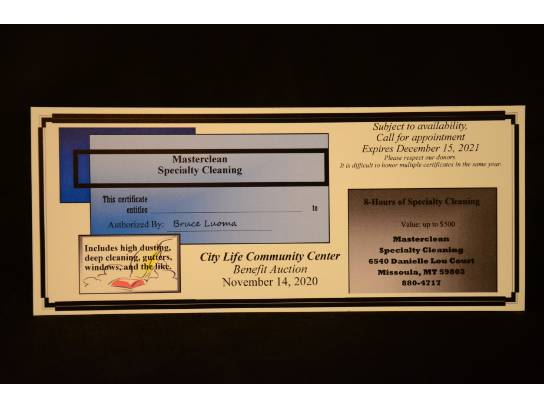 Masterclean
Specialty Cleaning
This certificate
entitles to
Authorized By: Bruce Luoma
Includes high dusting,
deep cleaning, gutters,
windows, and the like.
City Life Community Center
Benefit Auction
November 14, 2020
Subject to availability,
Call for appointment
Expires December 15, 2021
Please respect our donors.
It is difficult to honor multiple certificates in the same year.
8-Hours of Specialty Cleaning
Value: up to $500
Masterclean
Specialty Cleaning
6540 Danielle Lou Court
Missoula, MT 59803
880-4717